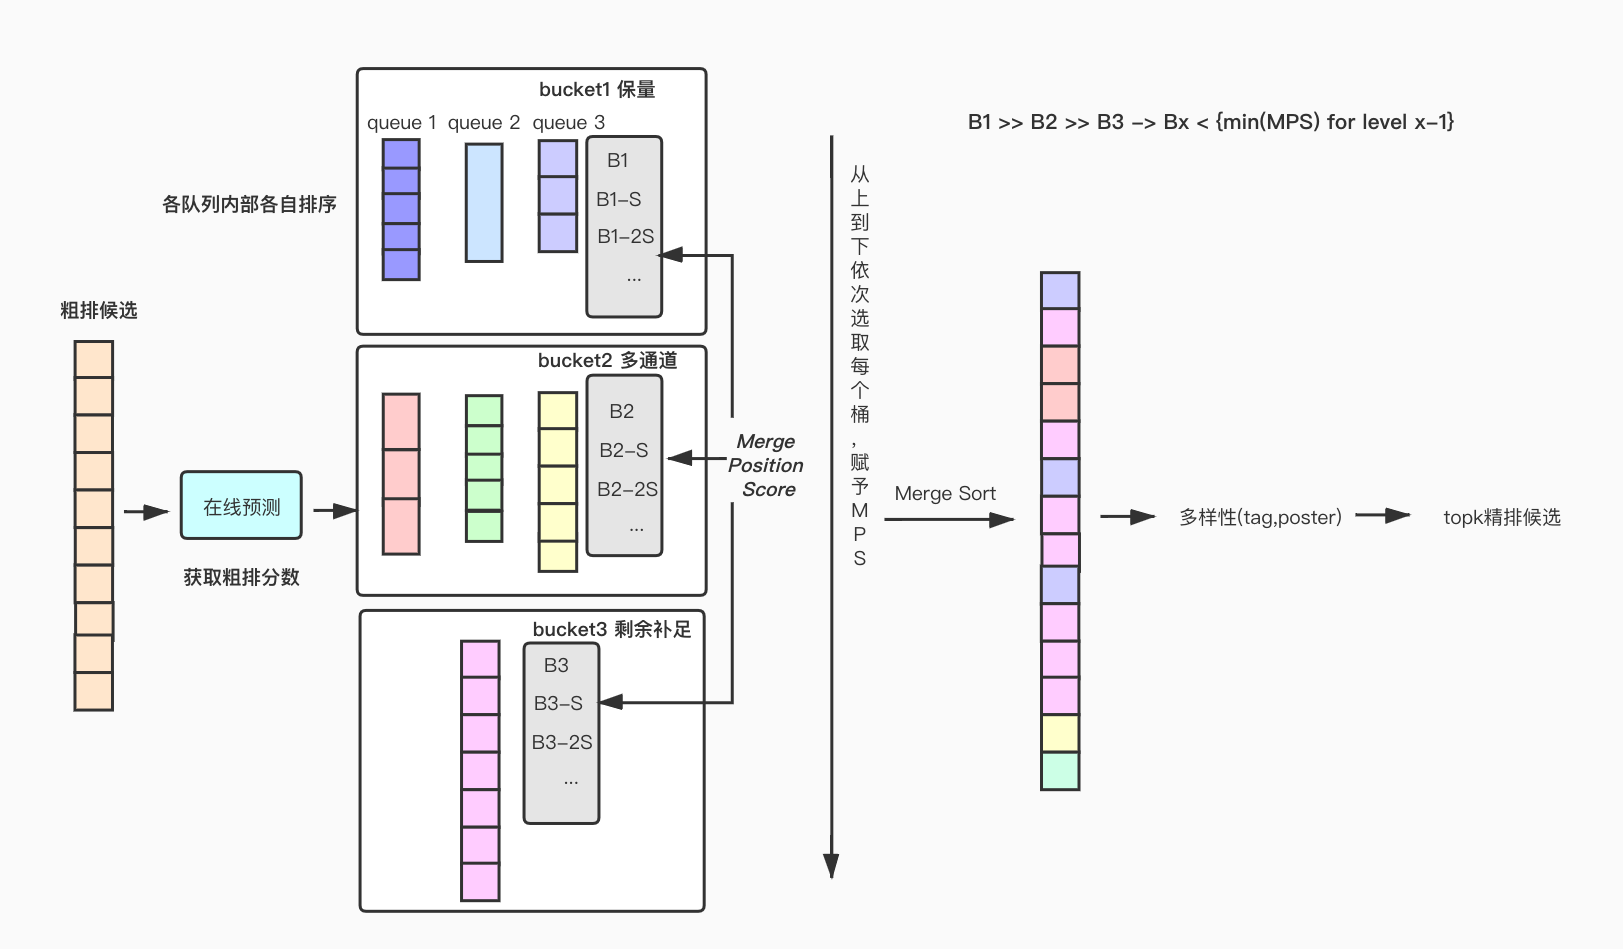 粗排候选
在线预测
获取粗排分数
各队列内部各自排序
bucket1 保量
queue 1 queue 2 queue 3
B1
B1-S
B1-2S
...
bucket2 多通道
B2
B2-S
B2-2S
...
bucket3 剩余补足
B3
B3-S
B3-2S
...
Merge
Position
Score
从上到下依次选取每个桶,赋予MPS
B1 >> B2 >> B3 -> Bx < {min(MPS) for level x-1}
Merge Sort
多样性(tag,poster)
topk精排候选